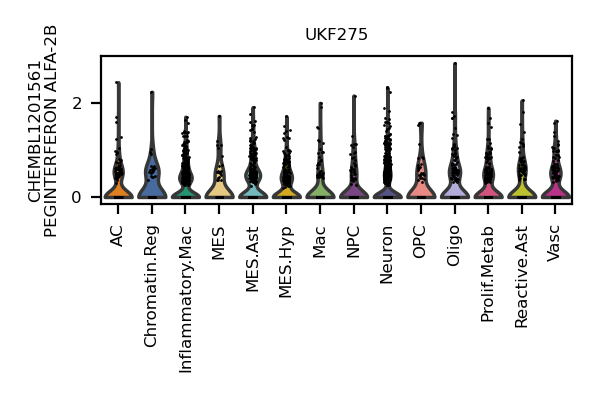 UKF275
CHEMBL1201561
PEGINTERFERON ALFA-2B
2
0
AC
Chromatin.Reg
Inflammatory.Mac
MES
MES.Ast
MES.Hyp
Mac
NPC
Neuron
OPC
Oligo
Prolif.Metab
Reactive.Ast
Vasc